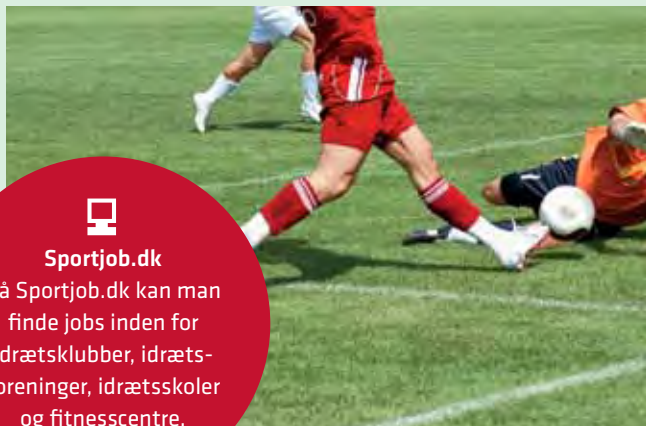 Sportjob.dk
å Sportjob.dk kan man
finde jobs inden for
drætsklubber, idræts-
oreninger, idrætsskoler
og fitnesscentre.